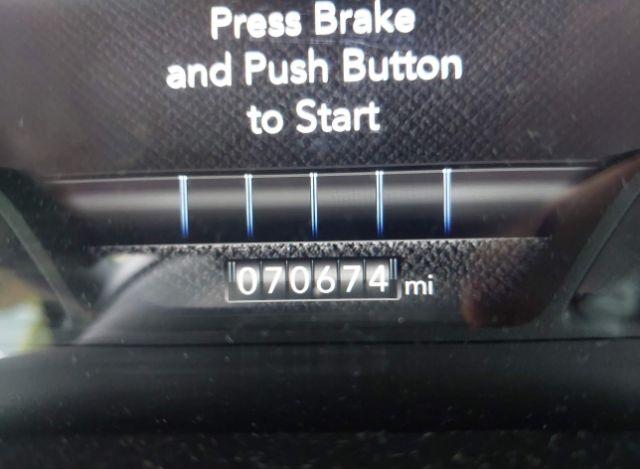 Press Brake
and Push Button
to Start
070674 mi